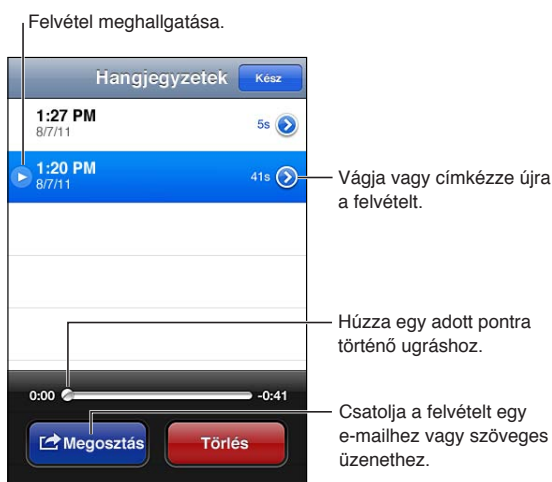 Felvétel meghallgatása.
Hangjegyzetek Kész
1:27 PM
8/7/11 5s
1:20 PM
8/7/11 41s
Vágja vagy címkézze újra
a felvételt.
Húzza egy adott pontra
történő ugráshoz.
0:00 -0:41
Megosztás Törlés
Csatolja a felvételt egy
e-mailhez vagy szöveges
üzenethez.